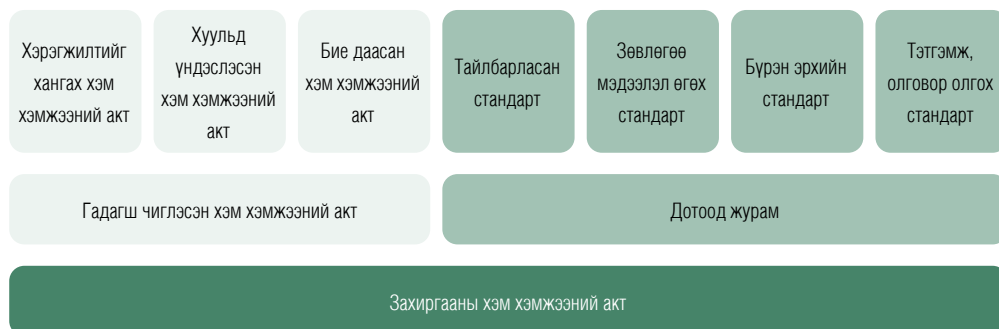 Хэрэгжилтийг
хангах хэм
хэмжээний акт
Хуульд
үндэслэсэн
хэм хэмжээний
акт
Бие даасан
хэм хэмжээний
акт
Тайлбарласан
стандарт
Зөвлөгөө
мэдээлэл өгөх
стандарт
Бүрэн эрхийн
стандарт
Тэтгэмж,
олговор олгох
стандарт
Гадагш чиглэсэн хэм хэмжээний акт
Дотоод журам
Захиргааны хэм хэмжээний акт